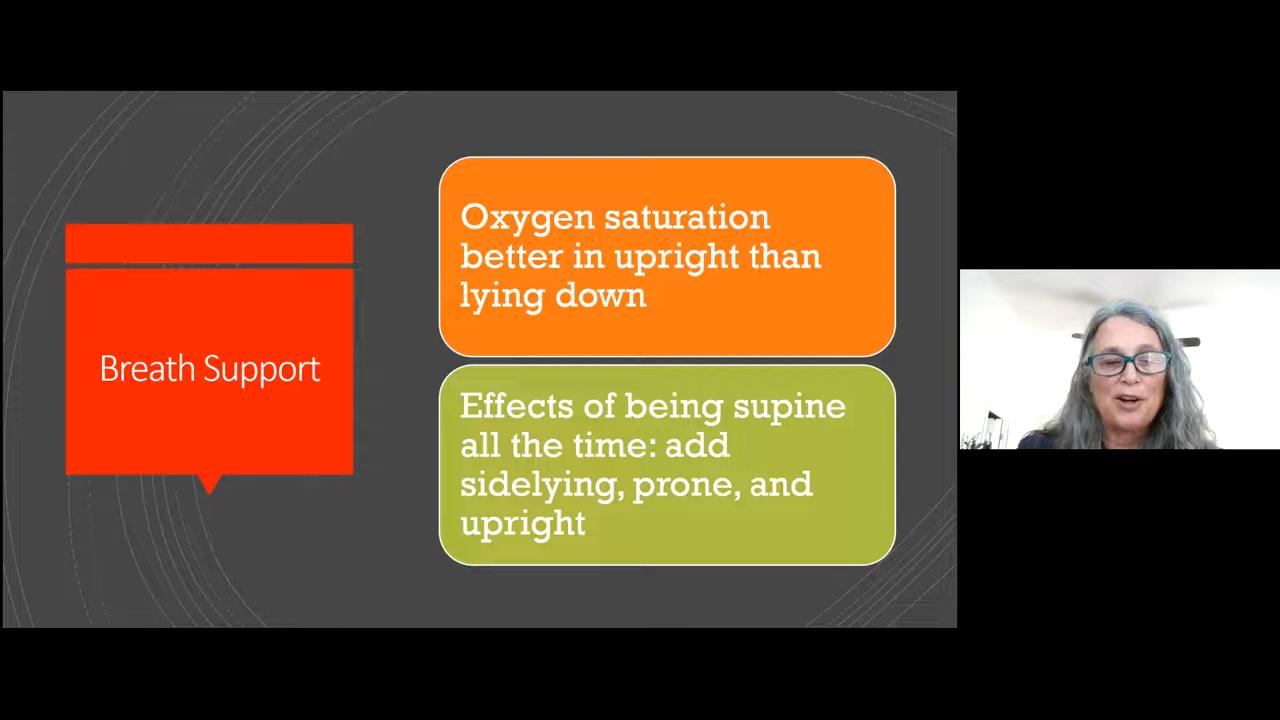 Breath Support
Oxygen saturation
better in upright than
lying down
Effects of being supine
all the time: add
sidelying, prone, and
upright